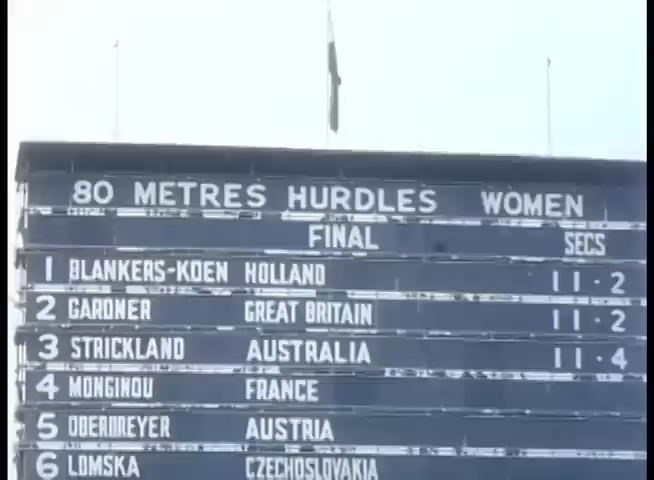 80 METRES HURDLES WOMEN
FINAL SECS
1 BLANKERS-KOEN HOLLAND 11·2
2 GARDNER GREAT BRITAIN 11·2
3 STRICKLAND AUSTRALIA 11·4
4 MONGINOU FRANCE
5 OBERMREYER AUSTRIA
6 LOMSKA CZECHOSLOVAKIA